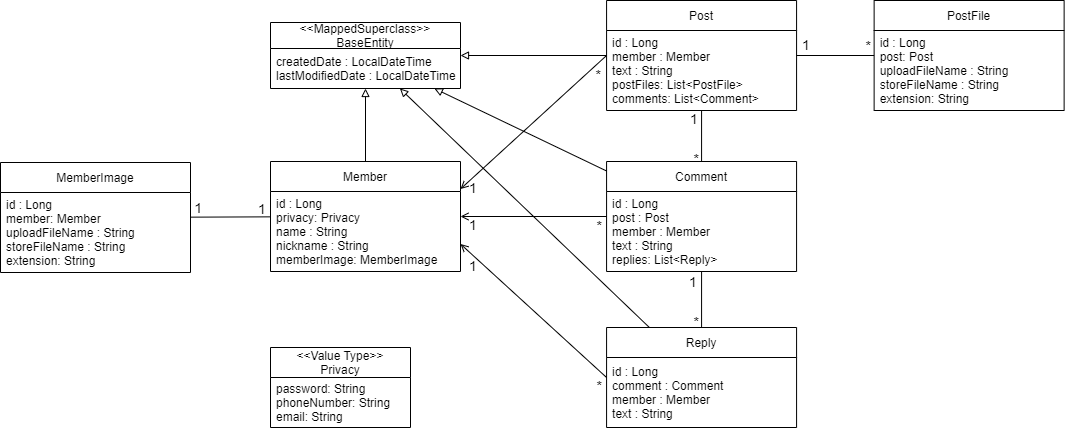 <<MappedSuperclass>>
BaseEntity
createdDate : LocalDateTime
lastModifiedDate : LocalDateTime
Post
id : Long
member : Member
text : String
postFiles: List<PostFile>
comments: List<Comment>
1
*
PostFile
id : Long
post: Post
uploadFileName : String
storeFileName : String
extension: String
*
1
*
MemberImage
id : Long
member: Member
uploadFileName : String
storeFileName : String
extension: String
1
1
Member
id : Long
privacy: Privacy
name : String
nickname : String
memberImage: MemberImage
1
1
1
Comment
id : Long
post : Post
member : Member
text : String
replies: List<Reply>
*
1
*
<<Value Type>>
Privacy
password: String
phoneNumber: String
email: String
Reply
id : Long
comment : Comment
member : Member
text : String
*